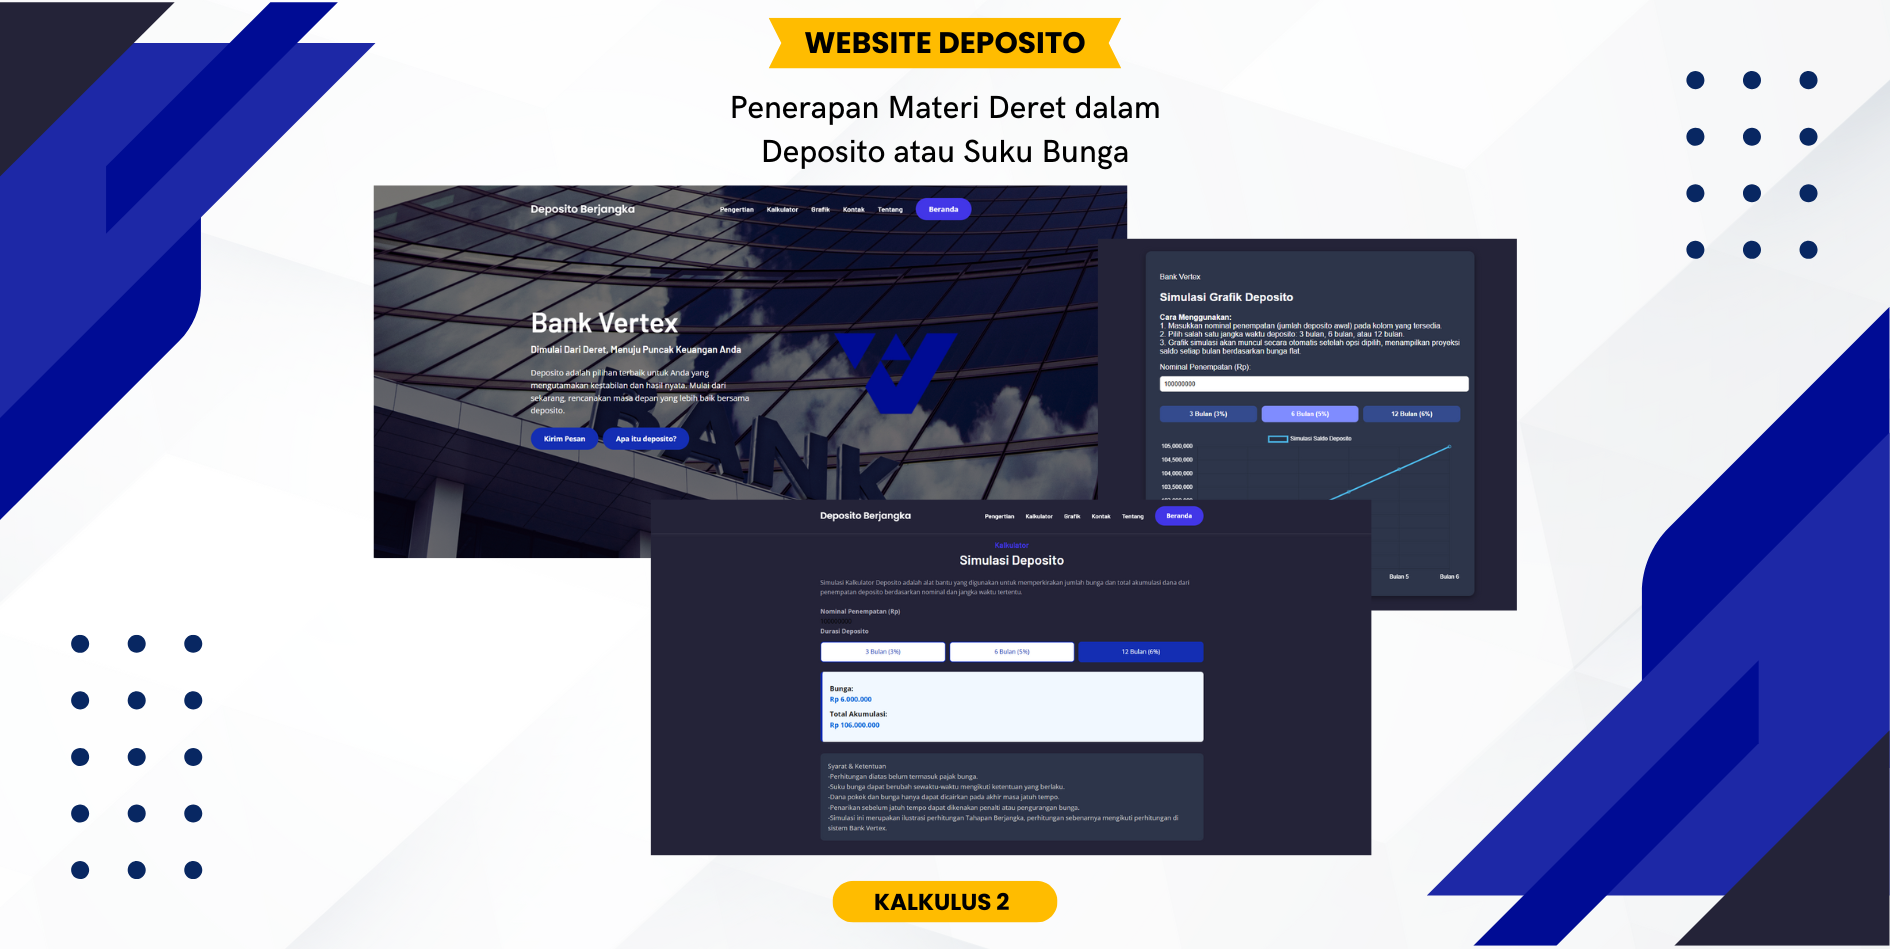 WEBSITE DEPOSITO
Penerapan Materi Deret dalam
Deposito atau Suku Bunga
Deposito Berjangka
Pengertian Kalkulator Grafik Kontak Tentang Beranda
Bank Vertex
Dimulai Dari Deret, Menuju Puncak Keuangan Anda
Deposito adalah pilihan terbaik untuk Anda yang
mengutamakan kestabilan dan hasil nyata. Mulai dari
sekarang, rencanakan masa depan yang lebih baik bersama
deposito.
Kirim Pesan Apa itu deposito?
BANK
Bank Vertex
Simulasi Grafik Deposito
Cara Menggunakan:
1. Masukkan nominal penempatan (jumlah deposito awal) pada kolom yang tersedia.
2. Pilih salah satu jangka waktu deposito: 3 bulan, 6 bulan, atau 12 bulan.
3. Grafik simulasi akan muncul secara otomatis setelah opsi dipilih, menampilkan proyeksi
saldo setiap bulan berdasarkan bunga flat.
Nominal Penempatan (Rp):
100000000
3 Bulan (3%) 6 Bulan (5%) 12 Bulan (6%)
Simulasi Saldo Deposito
105,000,000
104,500,000
104,000,000
103,500,000
Bulan 5 Bulan 6
Deposito Berjangka
Pengertian Kalkulator Grafik Kontak Tentang Beranda
Kalkulator
Simulasi Deposito
Simulasi Kalkulator Deposito adalah alat bantu yang digunakan untuk memperkirakan jumlah bunga dan total akumulasi dana dari
penempatan deposito berdasarkan nominal dan jangka waktu tertentu.
Nominal Penempatan (Rp)
100000000
Durasi Deposito
3 Bulan (3%) 6 Bulan (5%) 12 Bulan (6%)
Bunga:
Rp 6.000.000
Total Akumulasi:
Rp 106.000.000
Syarat & Ketentuan
-Perhitungan diatas belum termasuk pajak bunga.
-Suku bunga dapat berubah sewaktu-waktu mengikuti ketentuan yang berlaku.
-Dana pokok dan bunga hanya dapat dicairkan pada akhir masa jatuh tempo.
-Penarikan sebelum jatuh tempo dapat dikenakan penalti atau pengurangan bunga.
-Simulasi ini merupakan ilustrasi perhitungan Tahapan Berjangka, perhitungan sebenarnya mengikuti perhitungan di
sistem Bank Vertex.
KALKULUS 2